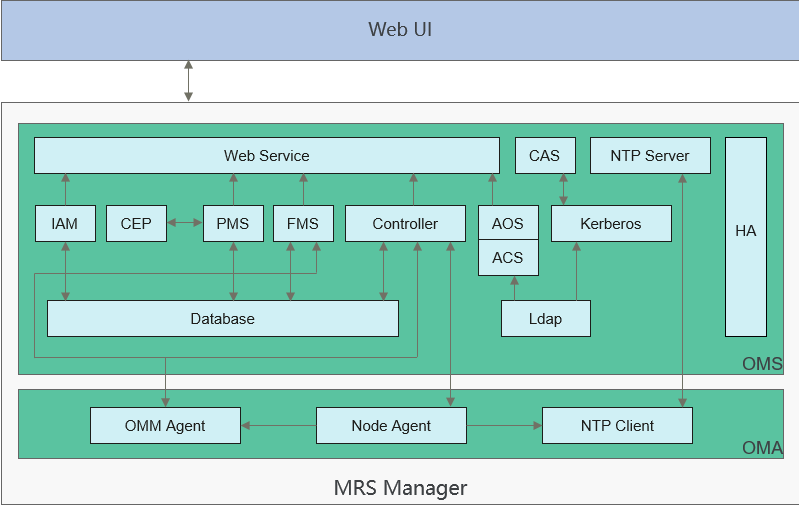 Web UI
Web Service
CAS
NTP Server
IAM
CEP
PMS
FMS
Controller
AOS
Kerberos
HA
ACS
Database
Ldap
OMS
OMM Agent
Node Agent
NTP Client
OMA
MRS Manager